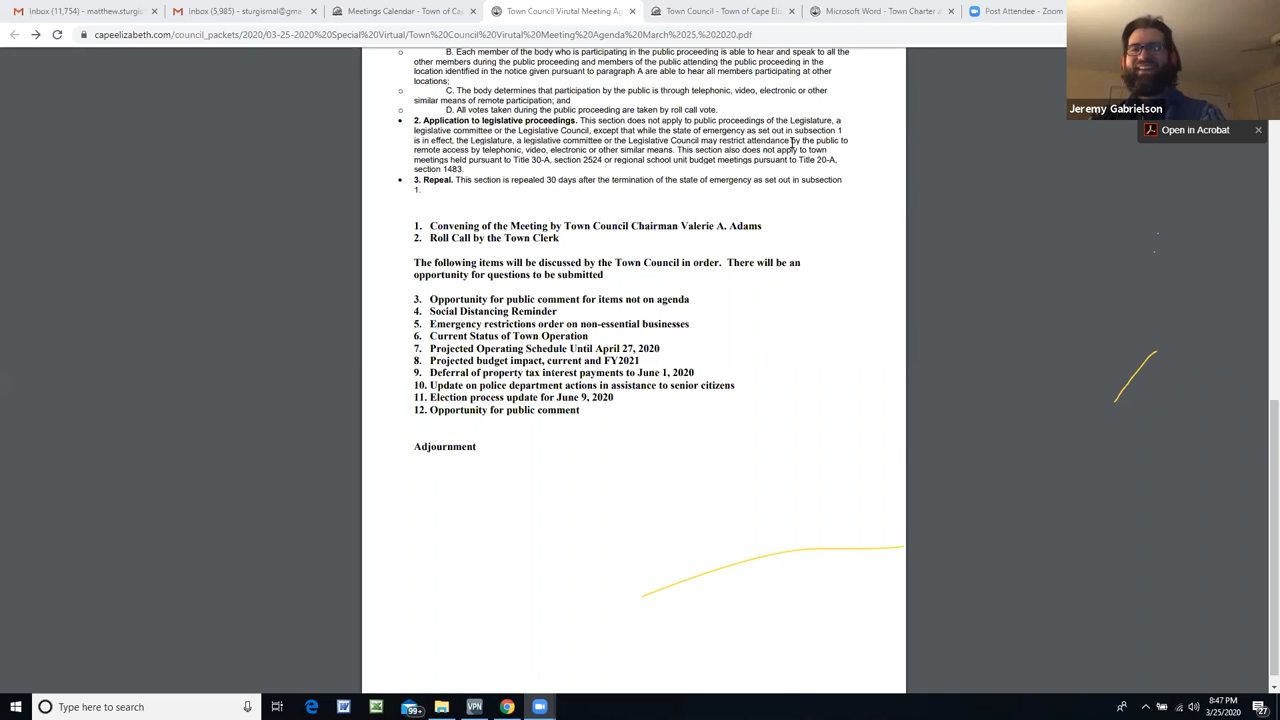 Inbox (11,754) - matthew.sturgis
Inbox (5,985) - sturgismal@gma
Meetings Calendar - Town of Ca
Town Council Virutal Meeting Ag
Town Council - Town of Cape Eli
Microsoft Word - Town Charter a
Post Attendee - Zoom
capeelizabeth.com/council_packets/2020/03-25-2020%20Special%20Virtual/Town%20Council%20Virutal%20Meeting%20Agenda%20March%2025,%202020.pdf
o B. Each member of the body who is participating in the public proceeding is able to hear and speak to all the
other members during the public proceeding and members of the public attending the public proceeding in the
location identified in the notice given pursuant to paragraph A are able to hear all members participating at other
locations;
o C. The body determines that participation by the public is through telephonic, video, electronic or other
similar means of remote participation; and
o D. All votes taken during the public proceeding are taken by roll call vote.
• 2. Application to legislative proceedings. This section does not apply to public proceedings of the Legislature, a
legislative committee or the Legislative Council, except that while the state of emergency as set out in subsection 1
is in effect, the Legislature, a legislative committee or the Legislative Council may restrict attendance by the public to
remote access by telephonic, video, electronic or other similar means. This section also does not apply to town
meetings held pursuant to Title 30-A, section 2524 or regional school unit budget meetings pursuant to Title 20-A,
section 1483.
• 3. Repeal. This section is repealed 30 days after the termination of the state of emergency as set out in subsection
1.
1. Convening of the Meeting by Town Council Chairman Valerie A. Adams
2. Roll Call by the Town Clerk
The following items will be discussed by the Town Council in order. There will be an
opportunity for questions to be submitted
3. Opportunity for public comment for items not on agenda
4. Social Distancing Reminder
5. Emergency restrictions order on non-essential businesses
6. Current Status of Town Operation
7. Projected Operating Schedule Until April 27, 2020
8. Projected budget impact, current and FY2021
9. Deferral of property tax interest payments to June 1, 2020
10. Update on police department actions in assistance to senior citizens
11. Election process update for June 9, 2020
12. Opportunity for public comment
Adjournment
Jeremy Gabrielson
Open in Acrobat
Type here to search
99+
VPN
8:47 PM
3/25/2020
27